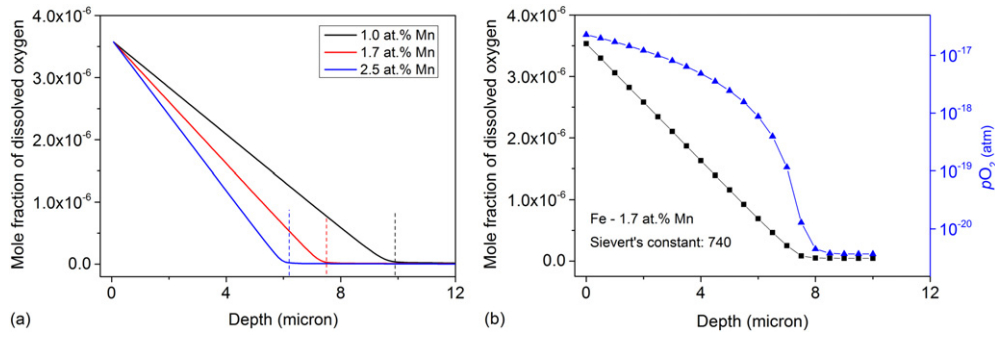 4.0x10⁻⁶
3.0x10⁻⁶
2.0x10⁻⁶
1.0x10⁻⁶
0.0
Mole fraction of dissolved oxygen
1.0 at.% Mn
1.7 at.% Mn
2.5 at.% Mn
0 4 8 12
Depth (micron)
(a)
4.0x10⁻⁶
3.0x10⁻⁶
2.0x10⁻⁶
1.0x10⁻⁶
0.0
Mole fraction of dissolved oxygen
Fe - 1.7 at.% Mn
Sievert's constant: 740
10⁻¹⁷
10⁻¹⁸
10⁻¹⁹
10⁻²⁰
pO₂ (atm)
0 4 8 12
Depth (micron)
(b)